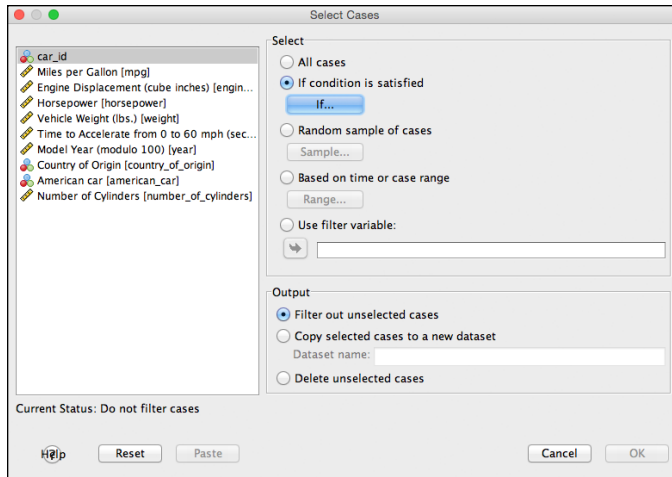 Select Cases
car_id
Miles per Gallon [mpg]
Engine Displacement (cube inches) [engin...
Horsepower [horsepower]
Vehicle Weight (lbs.) [weight]
Time to Accelerate from 0 to 60 mph (sec...
Model Year (modulo 100) [year]
Country of Origin [country_of_origin]
American car [american_car]
Number of Cylinders [number_of_cylinders]
Select
All cases
If condition is satisfied
If...
Random sample of cases
Sample...
Based on time or case range
Range...
Use filter variable:
Output
Filter out unselected cases
Copy selected cases to a new dataset
Dataset name:
Delete unselected cases
Current Status: Do not filter cases
Help
?
Reset
Paste
Cancel
OK